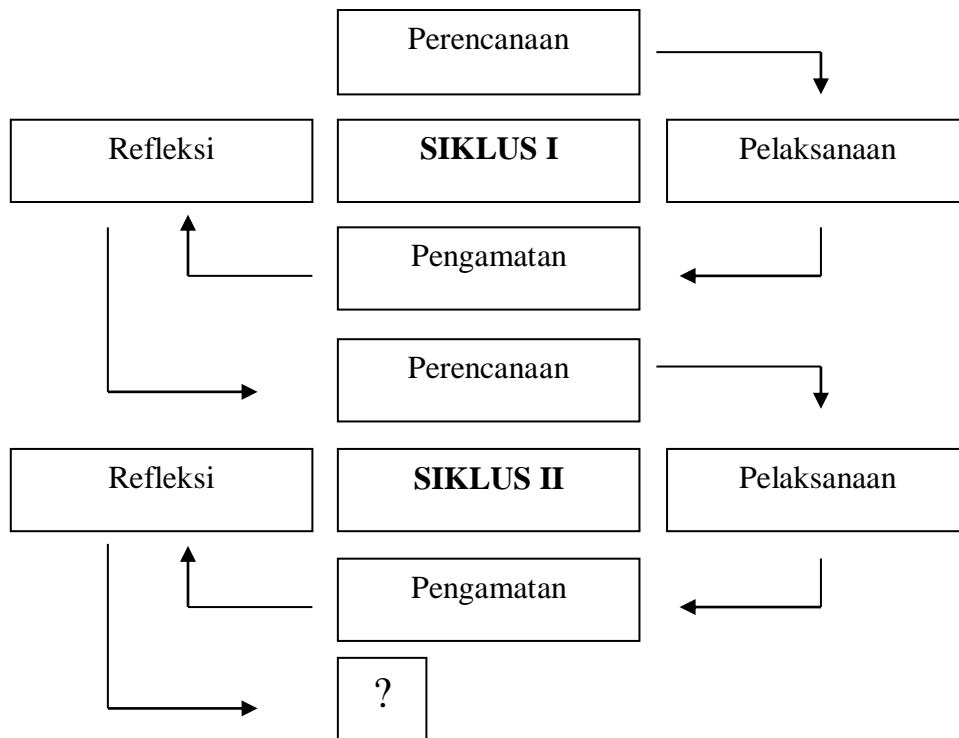 Perencanaan
Refleksi
SIKLUS I
Pelaksanaan
Pengamatan
Perencanaan
Refleksi
SIKLUS II
Pelaksanaan
Pengamatan
?